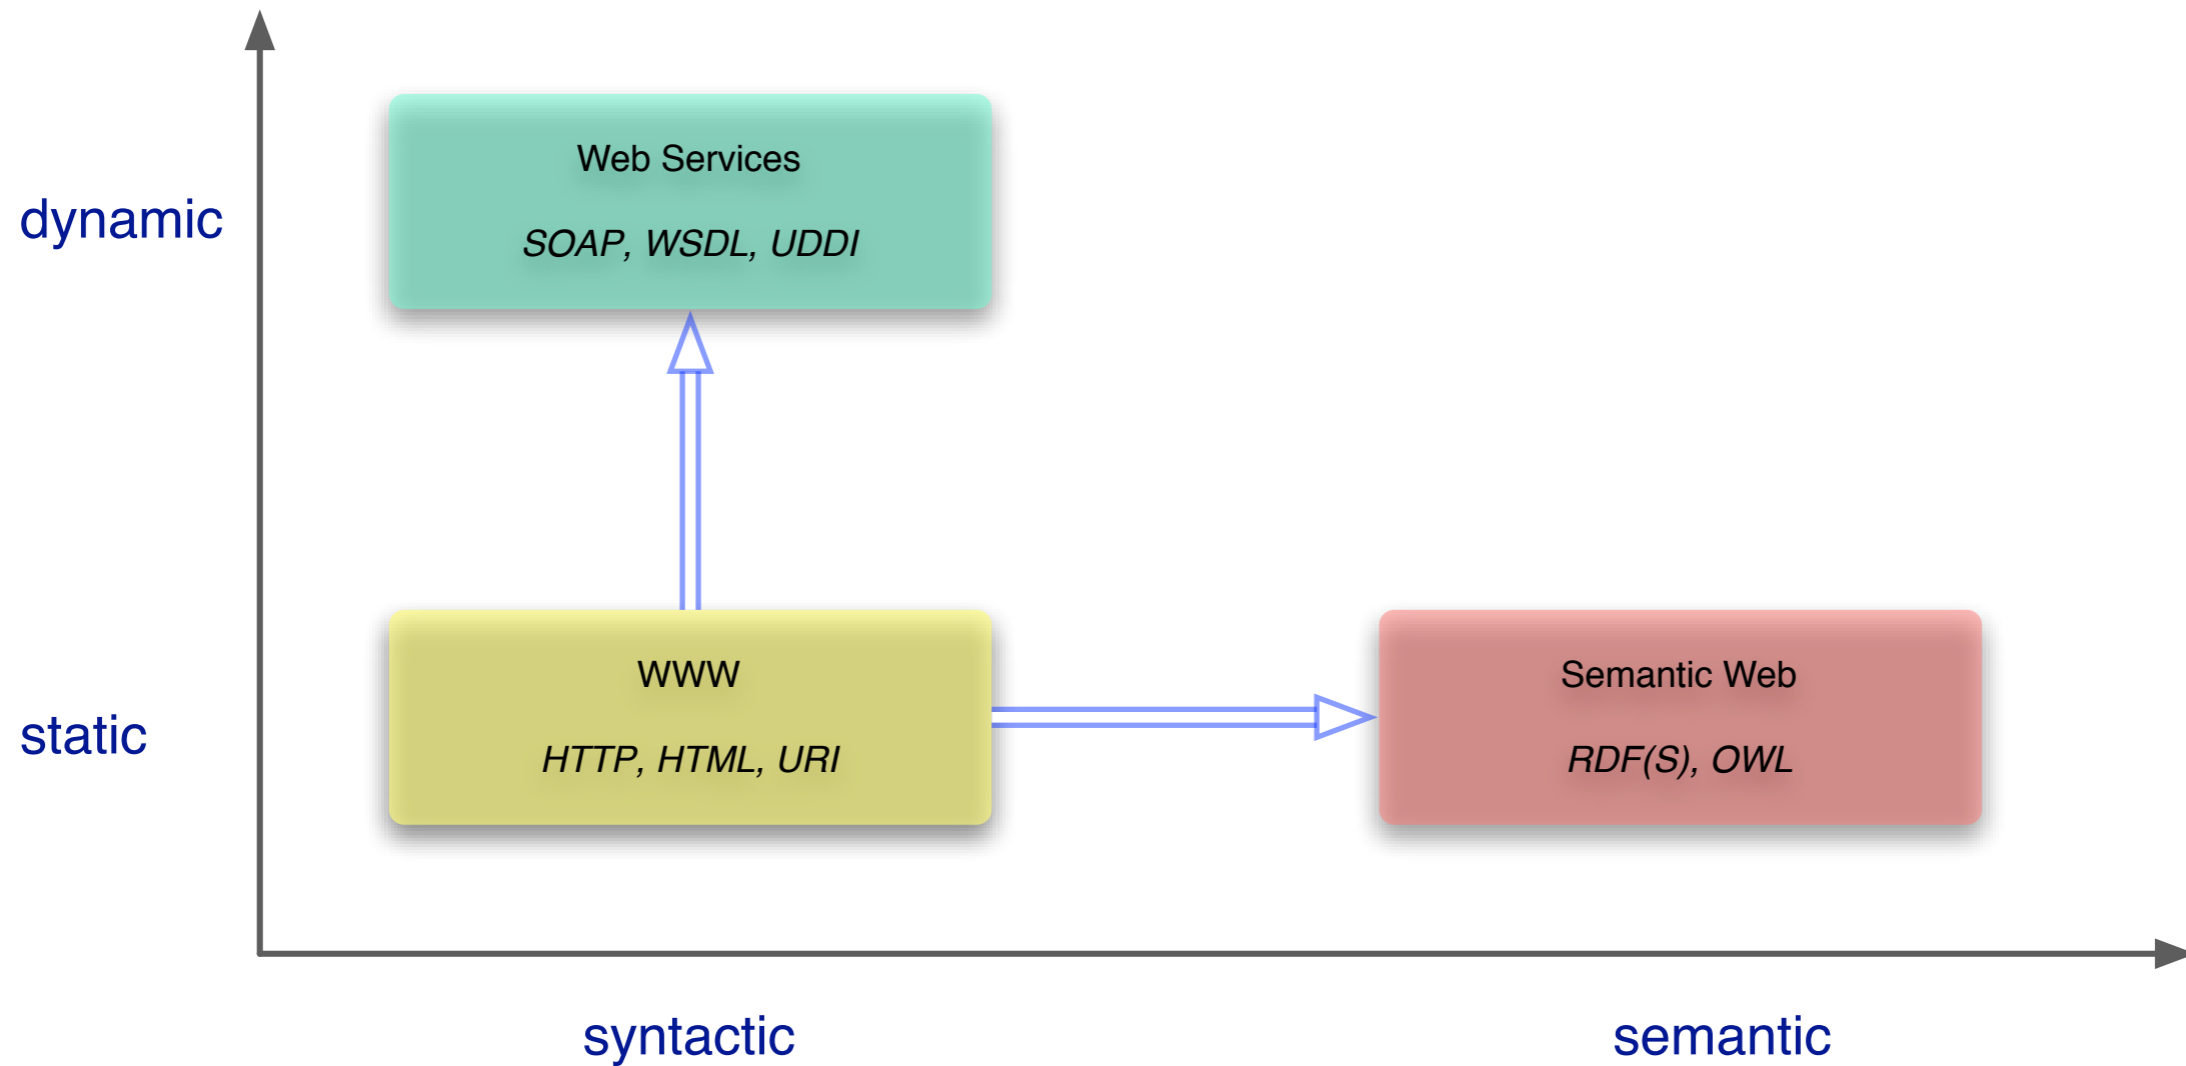 Web Services
SOAP, WSDL, UDDI
dynamic
WWW
HTTP, HTML, URI
static
Semantic Web
RDF(S), OWL
syntactic
semantic